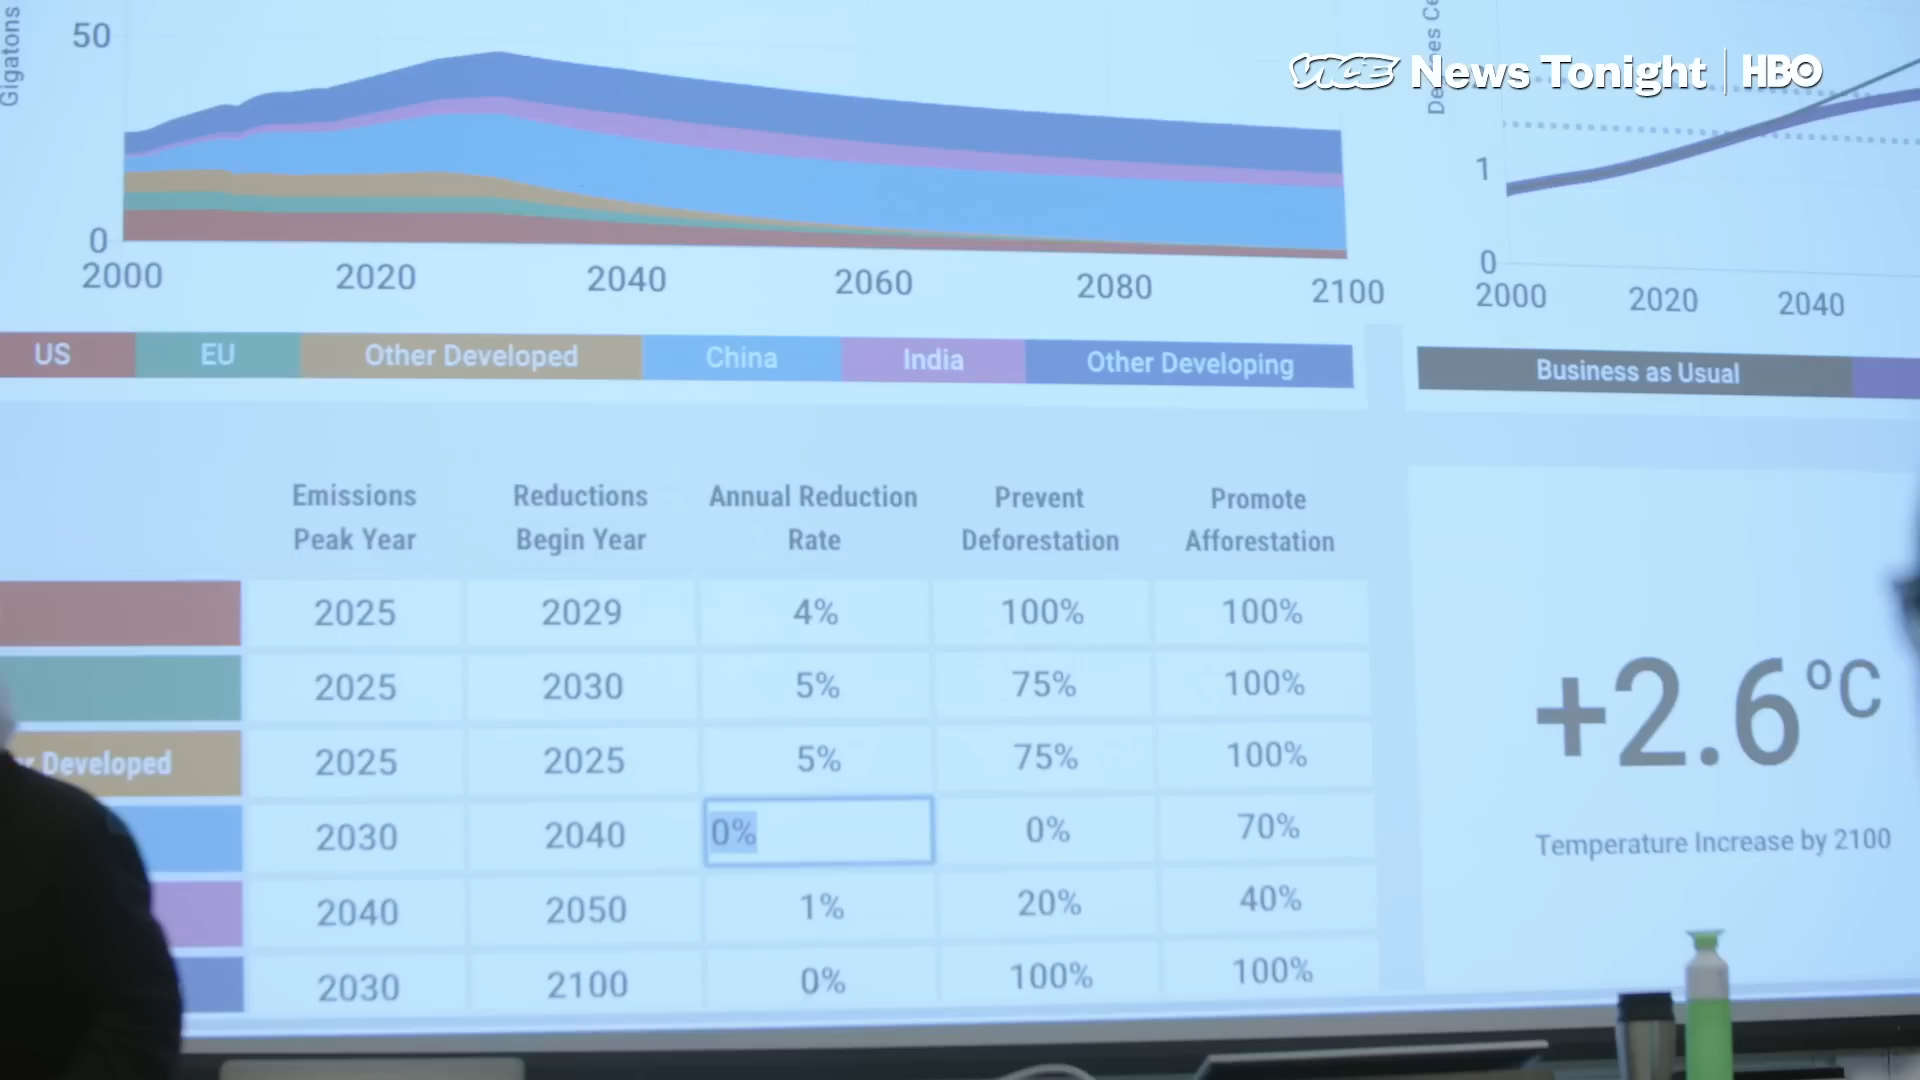 Gigatons
50
0
2000 2020 2040 2060 2080 2100
US EU Other Developed China India Other Developing
VICE News Tonight | HBO
1
0
2000 2020 2040
Business as Usual
Emissions Peak Year
Reductions Begin Year
Annual Reduction Rate
Prevent Deforestation
Promote Afforestation
2025 2029 4% 100% 100%
2025 2030 5% 75% 100%
Developed 2025 2025 5% 75% 100%
2030 2040 0% 0% 70%
2040 2050 1% 20% 40%
2030 2100 0% 100% 100%
+2.6ºC
Temperature Increase by 2100